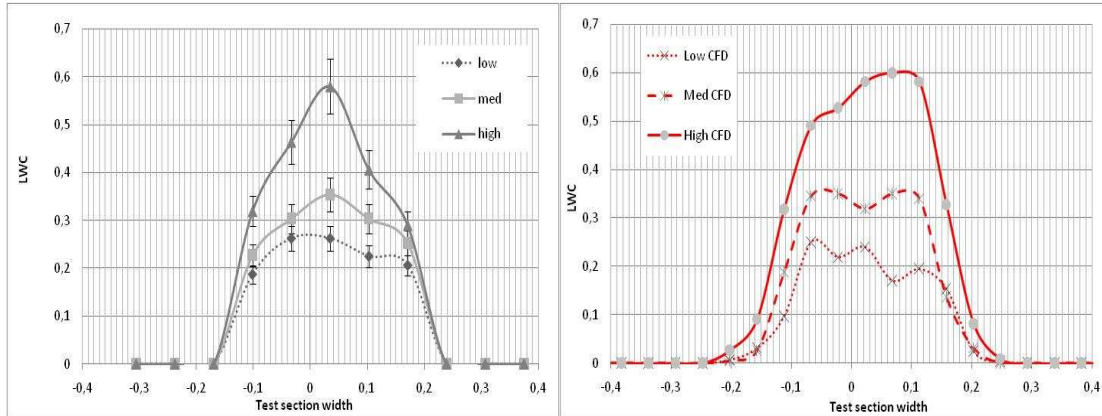 0,7
0,6
0,5
0,4
0,3
0,2
0,1
0
LWC
-0,4 -0,3 -0,2 -0,1 0 0,1 0,2 0,3 0,4
Test section width
low
med
high
0,7
0,6
0,5
0,4
0,3
0,2
0,1
0
LWC
-0,4 -0,3 -0,2 -0,1 0 0,1 0,2 0,3 0,4
Test section width
Low CFD
Med CFD
High CFD